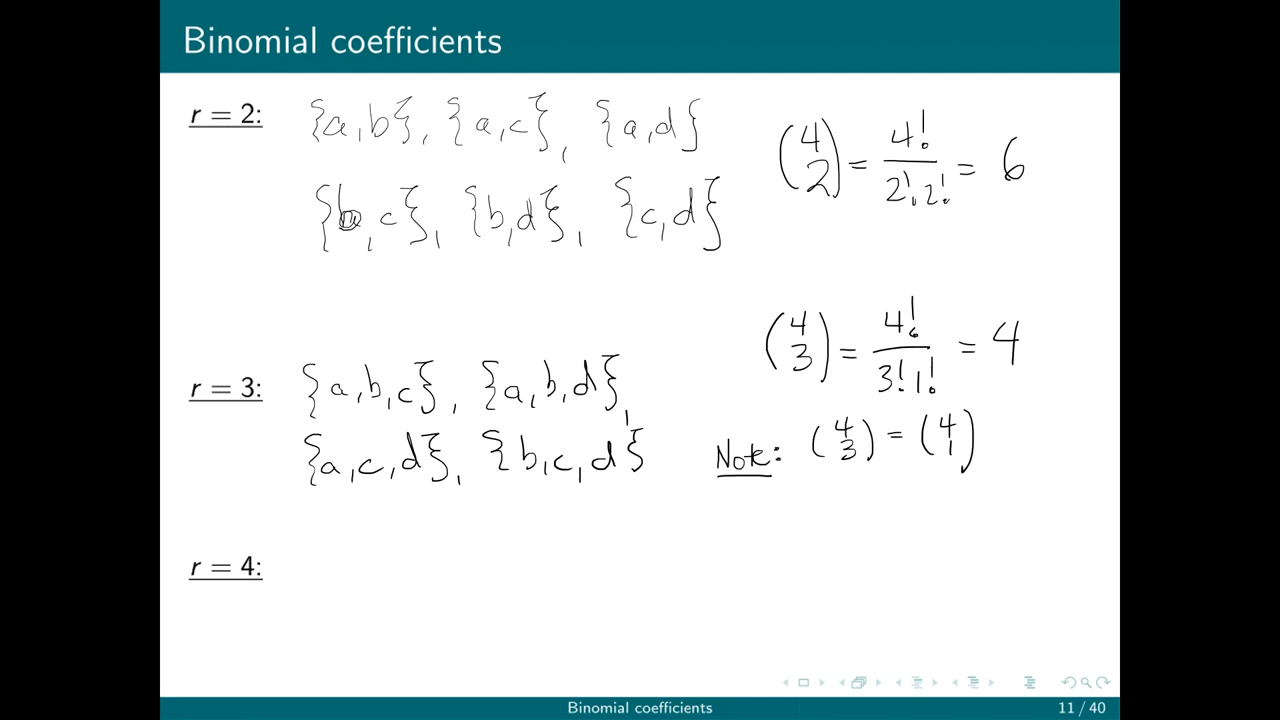 Binomial coefficients
r = 2: {a,b}, {a,c}, {a,d} (4 2) = 4!/2!2! = 6
{b,c}, {b,d}, {c,d}
r = 3: {a,b,c}, {a,b,d}, (4 3) = 4!/3!1! = 4
{a,c,d}, {b,c,d} Note: (4 3) = (4 1)
r = 4:
Binomial coefficients 11 / 40